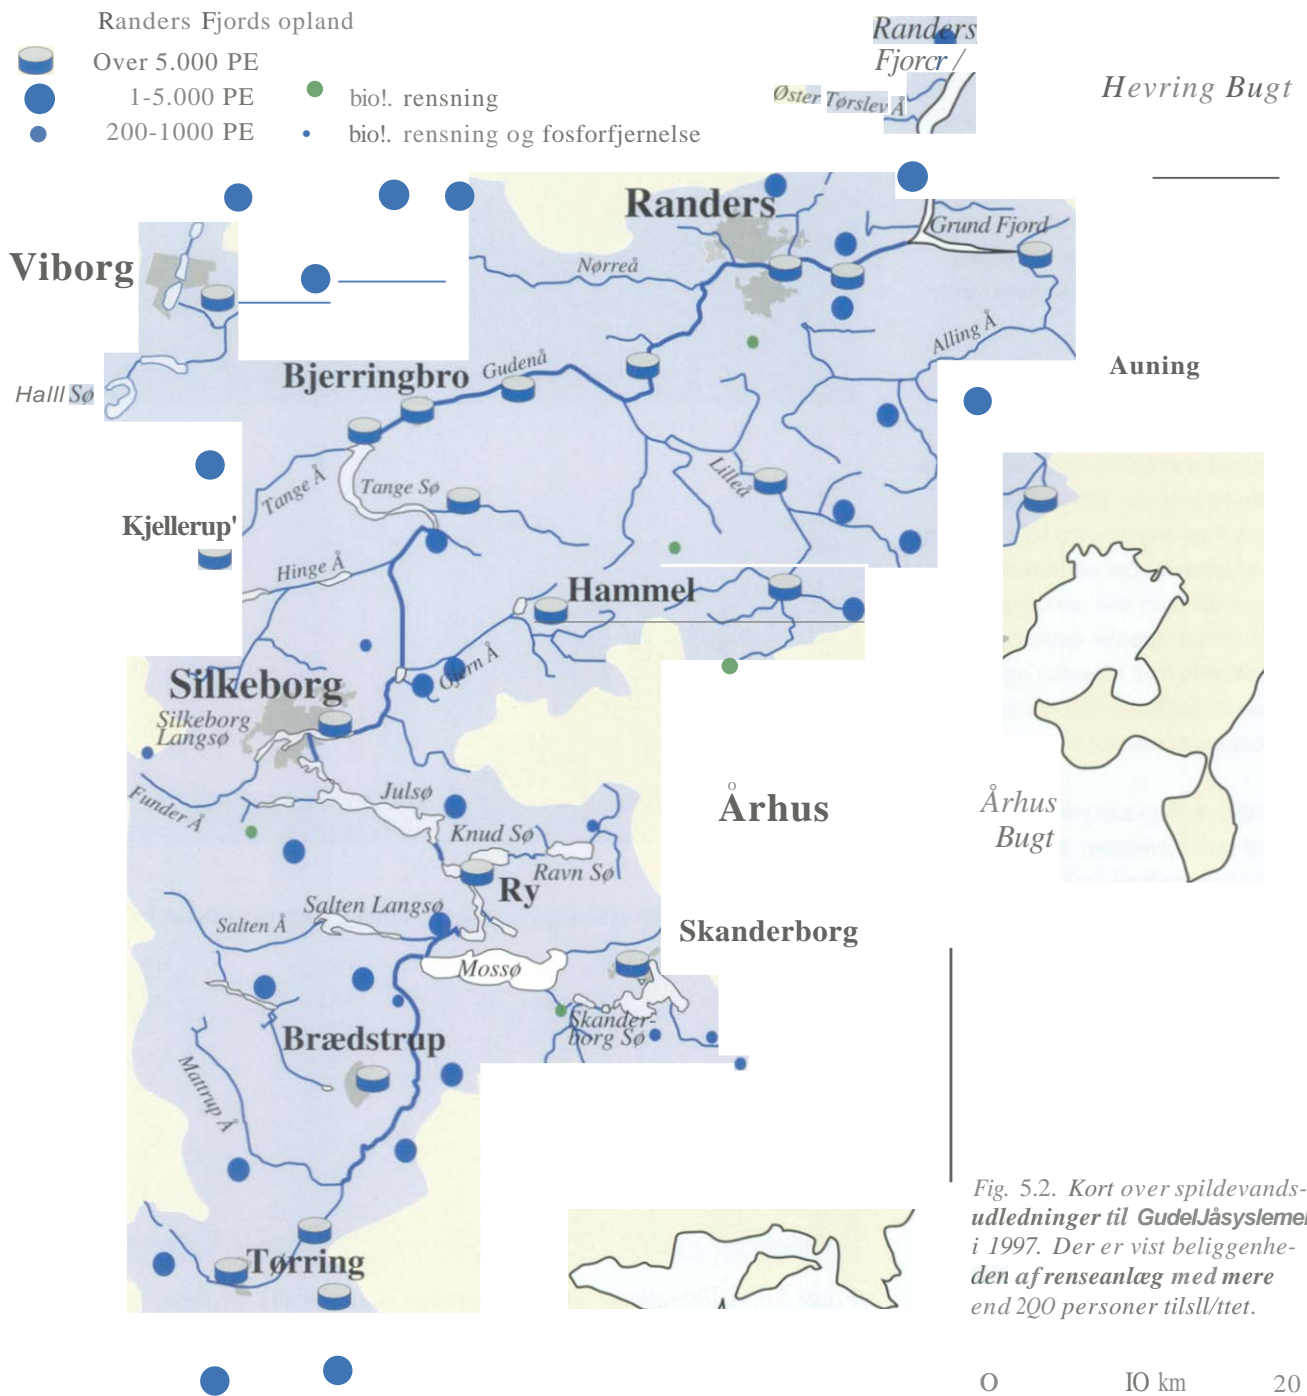 Randers Fjords opland
Over 5.000 PE
1-5.000 PE
200-1000 PE
bio!. rensning
bio!. rensning og fosforfjernelse
Randers
Fjorcr /
Øster Tørslev Å
Hevring Bugt
Randers
Grund Fjord
Viborg
Nørreå
Alling Å
Bjerringbro
Gudenå
Auning
Halll Sø
Tange Å
Tange Sø
Lilleå
Kjellerup'
Hinge Å
Hammel
Gjern Å
Silkeborg
Silkeborg
Langsø
Funder Å
Julsø
Århus
Århus
Bugt
Knud Sø
Ravn Sø
Ry
Salten Langsø
Salten Å
Skanderborg
Mossø
Skander-
borg Sø
Brædstrup
Mattrup Å
Tørring
Fig. 5.2. Kort over spildevands-
udledninger til GudelJåsyslemel
i 1997. Der er vist beliggenhe-
den af renseanlæg med mere
end 2QO personer tilsll/ttet.
O IO km 20